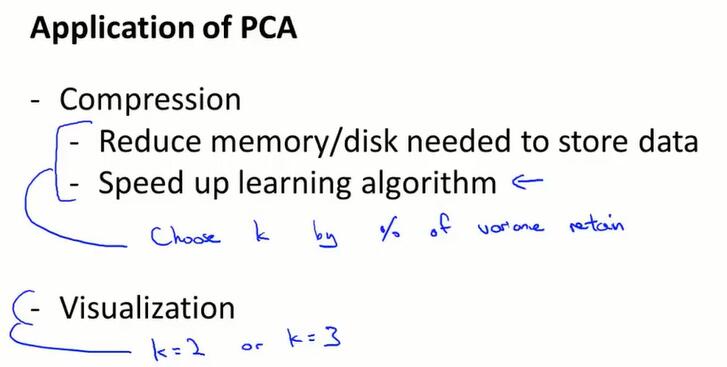 Application of PCA
- Compression
- Reduce memory/disk needed to store data
- Speed up learning algorithm ←
Choose k by % of variance retain
- Visualization
k=2 or k=3